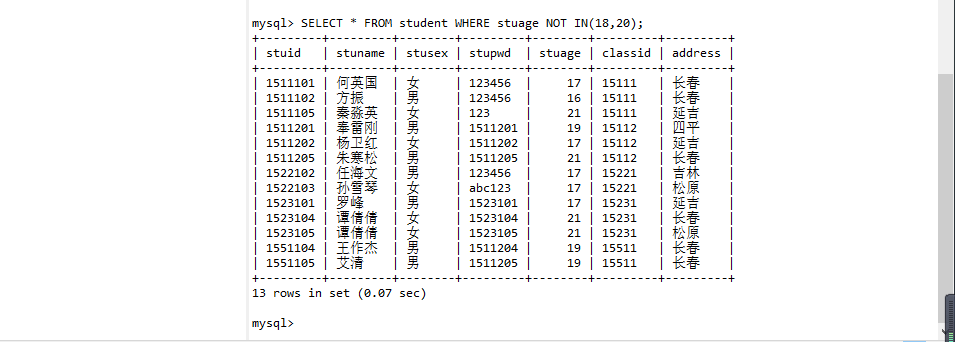 mysql> SELECT * FROM student WHERE stuage NOT IN(18,20);
+---------+---------+--------+---------+--------+---------+---------+
| stuid   | stuname | stusex | stupwd  | stuage | classid | address |
+---------+---------+--------+---------+--------+---------+---------+
| 1511101 | 何英国 | 女 | 123456  |     17 | 15111   | 长春 |
| 1511102 | 方振 | 男 | 123456  |     16 | 15111   | 长春 |
| 1511105 | 秦淼英 | 女 | 123     |     21 | 15111   | 延吉 |
| 1511201 | 奉雷刚 | 男 | 1511201 |     19 | 15112   | 四平 |
| 1511202 | 杨卫红 | 女 | 1511202 |     17 | 15112   | 延吉 |
| 1511205 | 朱寒松 | 男 | 1511205 |     21 | 15112   | 长春 |
| 1522102 | 任海文 | 男 | 123456  |     17 | 15221   | 吉林 |
| 1522103 | 孙雪琴 | 女 | abc123  |     17 | 15221   | 松原 |
| 1523101 | 罗峰 | 男 | 1523101 |     17 | 15231   | 延吉 |
| 1523104 | 谭倩倩 | 女 | 1523104 |     21 | 15231   | 长春 |
| 1523105 | 谭倩倩 | 女 | 1523105 |     21 | 15231   | 松原 |
| 1551104 | 王作杰 | 男 | 1511204 |     19 | 15511   | 长春 |
| 1551105 | 艾清 | 男 | 1511205 |     19 | 15511   | 长春 |
+---------+---------+--------+---------+--------+---------+---------+
13 rows in set (0.07 sec)
mysql>